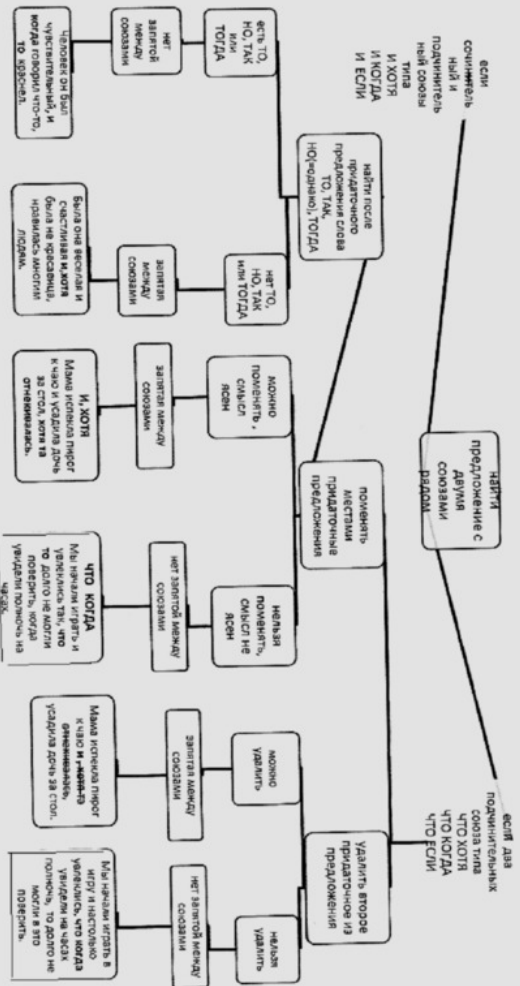 если
сочинитель
ный и
подчинитель
ный союзы
типа
И ХОТЯ
И КОГДА
И ЕСЛИ
найти
предложение с
двумя
союзами
рядом
если два
подчинительных
союза типа
ЧТО ХОТЯ
ЧТО КОГДА
ЧТО ЕСЛИ
найти после
придаточного
предложения слова
ТО, ТАК,
НО(=однако), ТОГДА
поменять
местами
придаточные
предложения
удалить второе
придаточное из
предложения
есть ТО,
НО, ТАК
или
ТОГДА
нет ТО,
НО, ТАК
или ТОГДА
можно
поменять ,
смысл
ясен
нельзя
поменять,
смысл не
ясен
можно
удалить
нельзя
удалить
нет
запятой
между
союзами
запятая
между
союзами
запятая между
союзами
нет запятой между
союзами
запятая между
союзами
нет запятой между
союзами
Человек он был
чувствительный, и
когда говорил что-то,
то краснел.
Была она веселая и
счастливая и,хотя
была не красавица,
нравилась многим
людям.
И, ХОТЯ
Мама испекла пирог
к чаю и усадила дочь
за стол, хотя та
отнекивалась.
ЧТО КОГДА
Мы начали играть и
увлеклись так, что
то долго не могли
поверить, когда
увидели полночь на
часах.
Мама испекла пирог
к чаю и , хотя та
отнекивалась,
усадила дочь за стол.
Мы начали играть в
игру и настолько
увлеклись, что когда
увидели на часах
полночь, то долго не
могли в это
поверить.